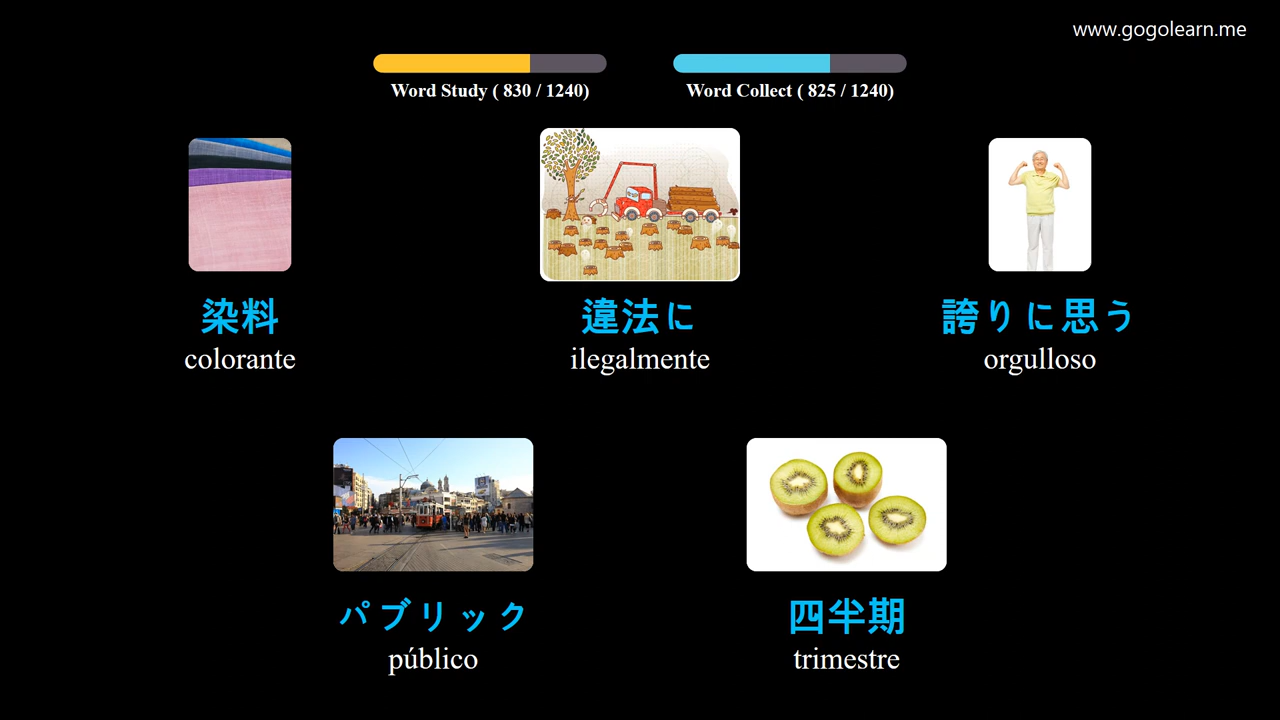 www.gogolearn.me
Word Study ( 830 / 1240)
Word Collect ( 825 / 1240)
染料
colorante
違法に
ilegalmente
誇りに思う
orgulloso
パブリック
público
四半期
trimestre